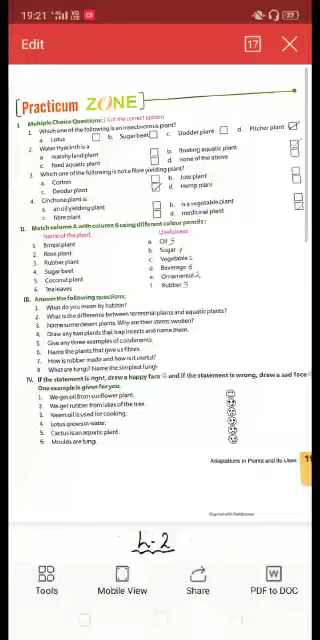 19:21
77
Edit
17
Practicum ZONE
I. Multiple Choice Questions: (Tick the correct option)
1. Which one of the following is an insectivorous plant?
a. Lotus b. Sugar beet c. Dodder plant d. Pitcher plant
2. Water Hyacinth is a
a. marshy land plant b. floating aquatic plant
c. fixed aquatic plant d. none of the above
3. Which one of the following is not a fibre yielding plant?
a. Cotton b. Jute plant
c. Deodar plant d. Hemp plant
4. Cinchona plant is
a. an oil yielding plant b. is a vegetable plant
c. fibre plant d. medicinal plant
II. Match column A with column B using different colour pencils:
Name of the plant Usefulness
1. Brinjal plant a. Oil 5
2. Rose plant b. Sugar 4
3. Rubber plant c. Vegetable 1
4. Sugar beet d. Beverage 6
5. Coconut plant e. Ornamental 2
6. Tea leaves f. Rubber 3
III. Answer the following questions:
1. What do you mean by habitat?
2. What is the difference between terrestrial plants and aquatic plants?
3. Name some desert plants. Why are their stems woolen?
4. Draw any two plants that trap insects and name them.
5. Give any three examples of condiments.
6. Name the plants that give us fibres.
7. How is rubber made and how is it useful?
8. What are fungi? Name the simplest fungi.
IV. If the statement is right, draw a happy face ☺ and if the statement is wrong, draw a sad face
One example is given for you.
1. We get oil from sunflower plant.
2. We get rubber from latex of the tree.
3. Neem oil is used for cooking.
4. Lotus grows in water.
5. Cactus is an aquatic plant.
6. Moulds are fungi.
Adaptations in Plants and its Uses 19
L-2
Tools Mobile View Share PDF to DOC